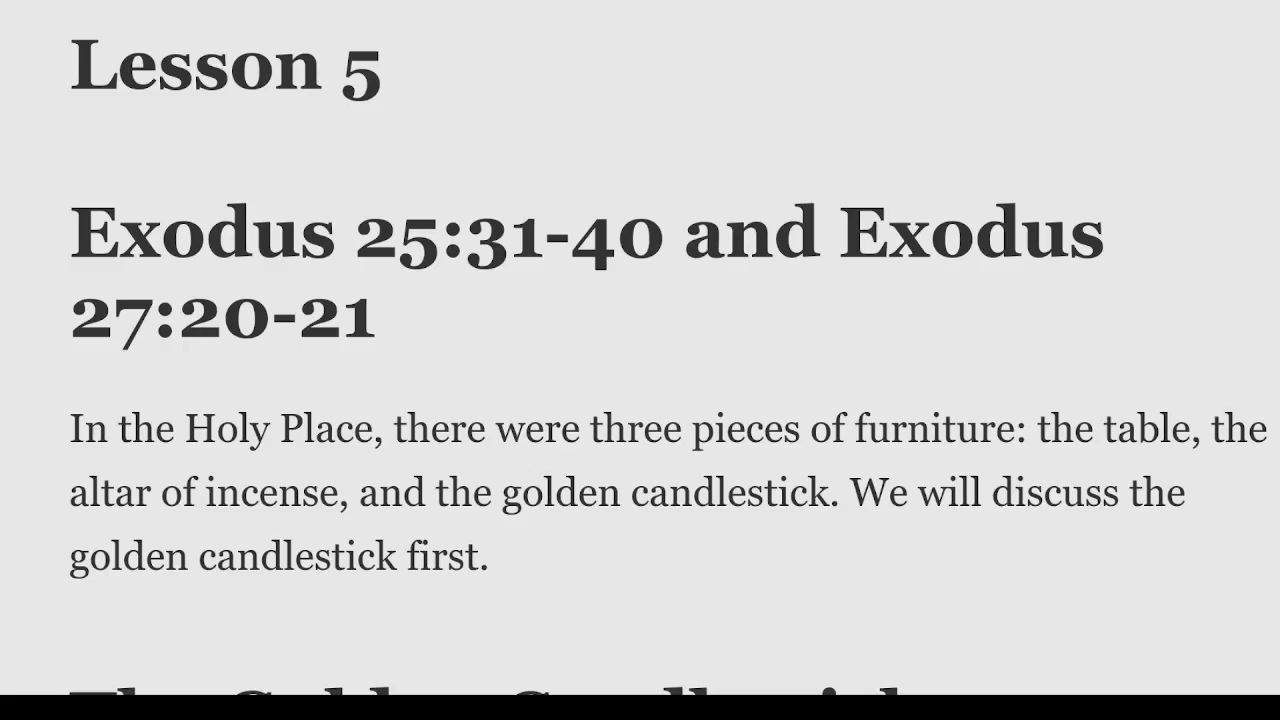 Lesson 5
Exodus 25:31-40 and Exodus
27:20-21
In the Holy Place, there were three pieces of furniture: the table, the
altar of incense, and the golden candlestick. We will discuss the
golden candlestick first.